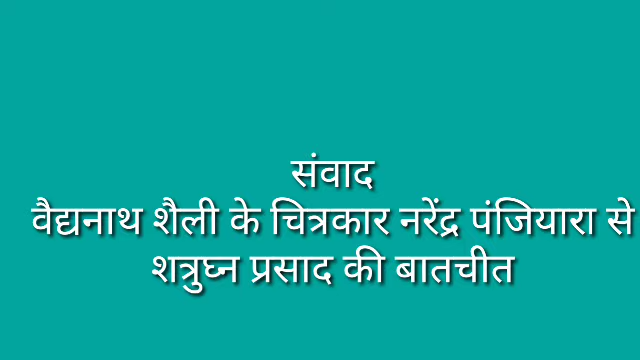 संवाद
वैद्यनाथ शैली के चित्रकार नरेंद्र पंजियारा से
शत्रुघ्न प्रसाद की बातचीत